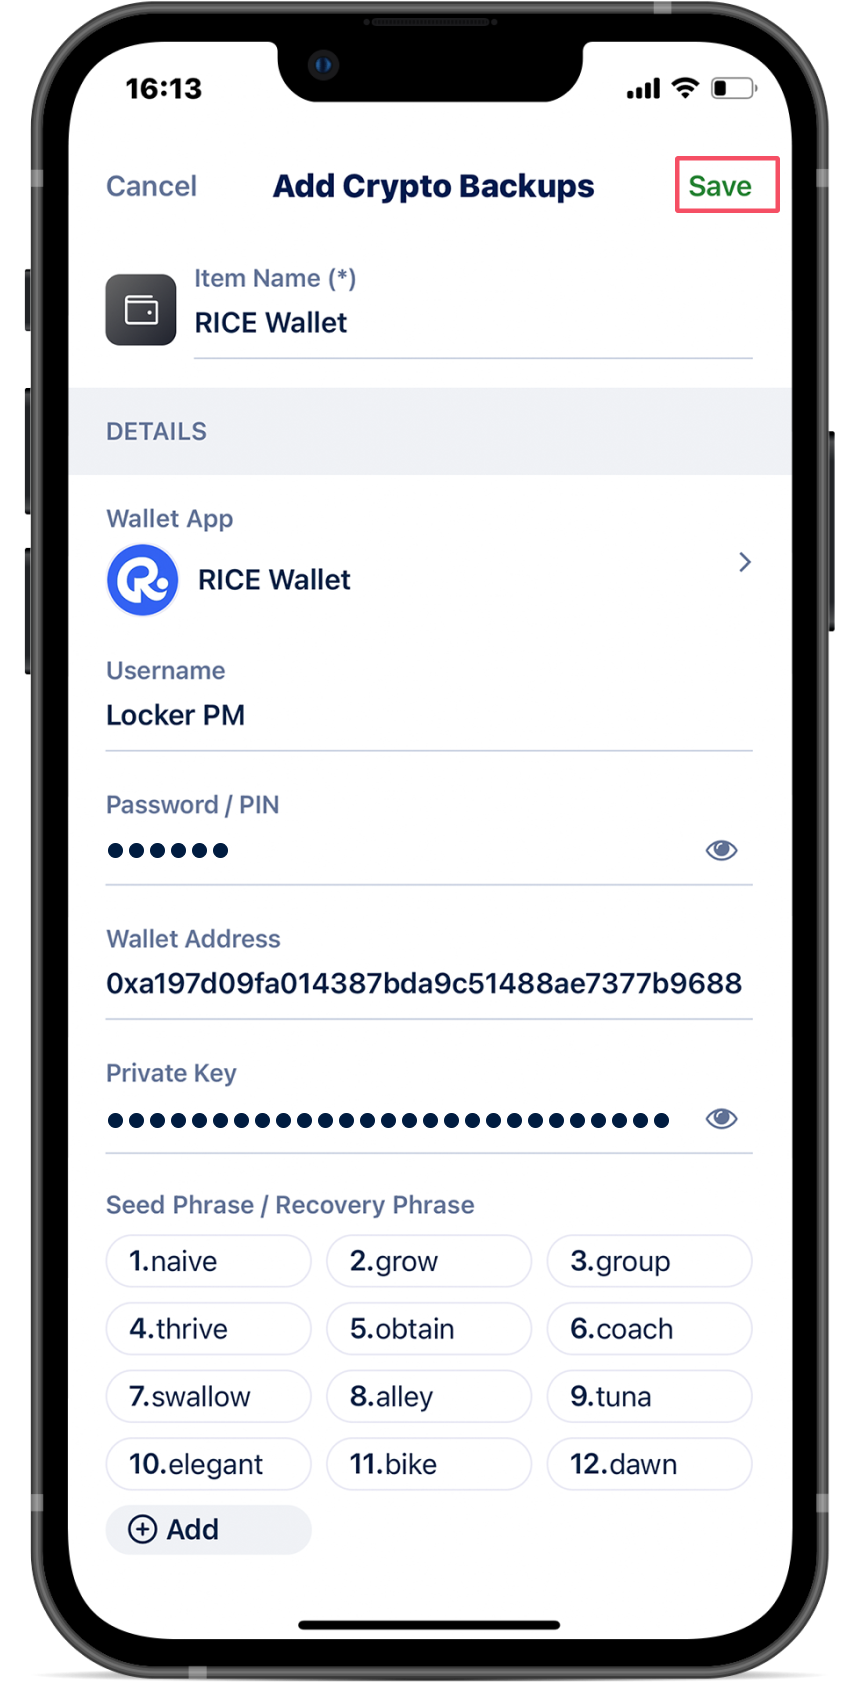 16:13
Cancel Add Crypto Backups Save
Item Name (*)
RICE Wallet
DETAILS
Wallet App
RICE Wallet
Username
Locker PM
Password / PIN
••••••
Wallet Address
0xa197d09fa014387bda9c51488ae7377b9688
Private Key
•••••••••••••••••••••••••••
Seed Phrase / Recovery Phrase
1.naive 2.grow 3.group
4.thrive 5.obtain 6.coach
7.swallow 8.alley 9.tuna
10.elegant 11.bike 12.dawn
Add